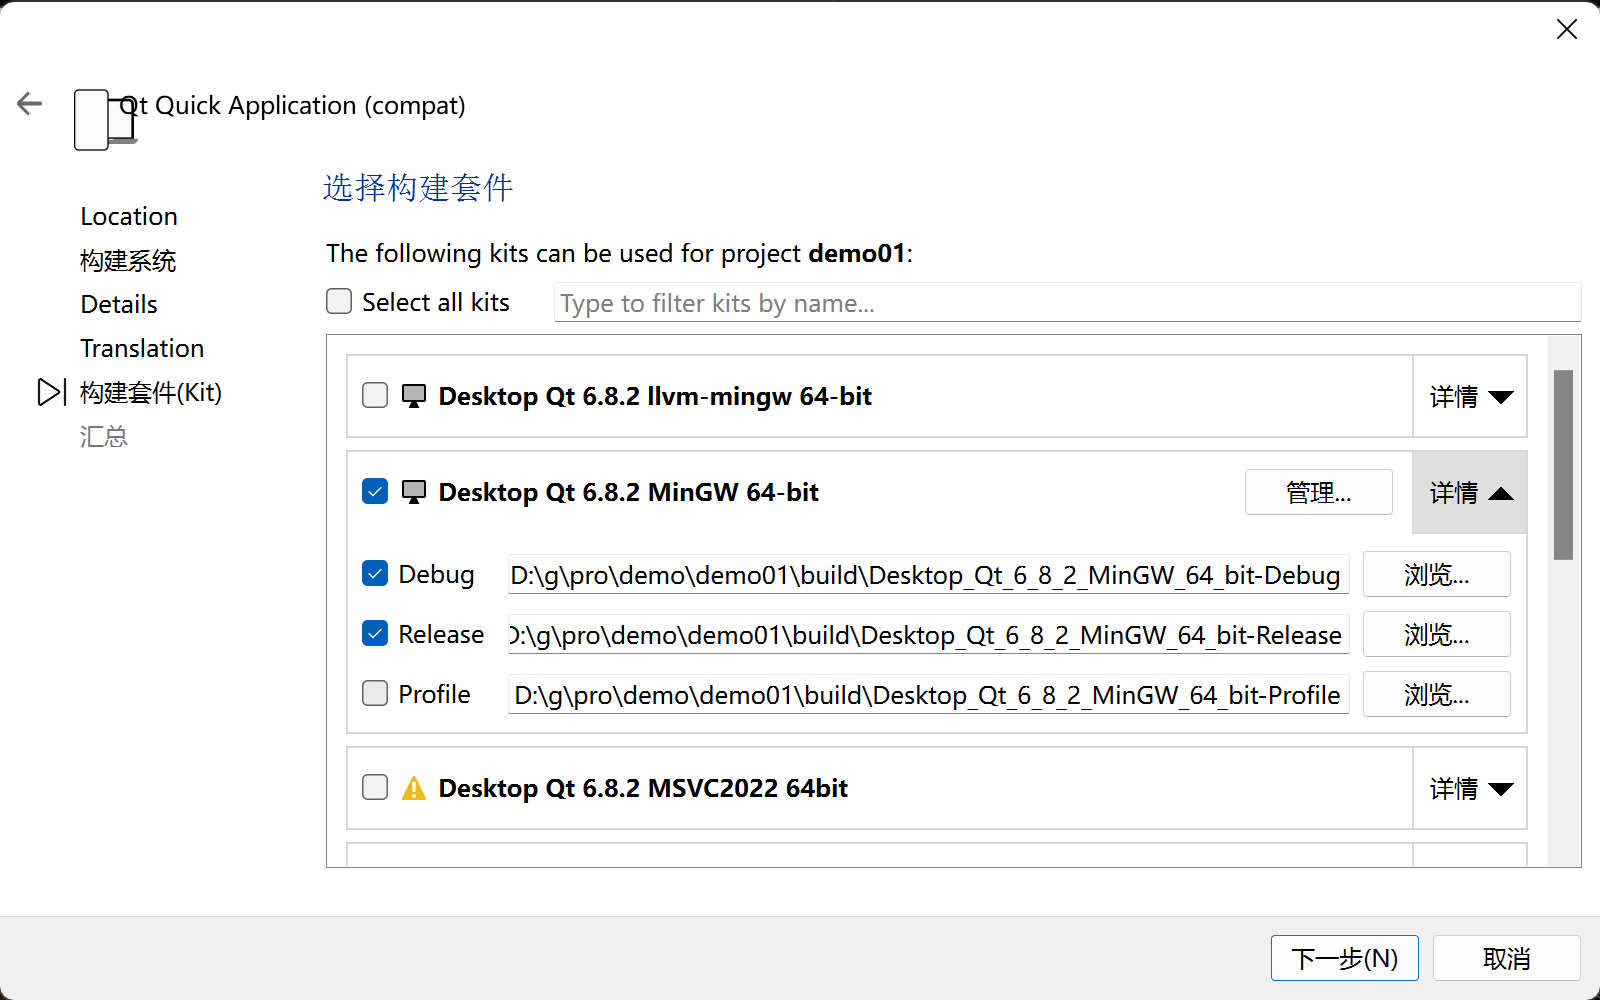 Qt Quick Application (compat)
Location
构建系统
Details
Translation
构建套件(Kit)
汇总
选择构建套件
The following kits can be used for project demo01:
Select all kits
Type to filter kits by name...
Desktop Qt 6.8.2 llvm-mingw 64-bit
详情
Desktop Qt 6.8.2 MinGW 64-bit
管理...
详情
Debug
D:\g\pro\demo\demo01\build\Desktop_Qt_6_8_2_MinGW_64_bit-Debug
浏览...
Release
D:\g\pro\demo\demo01\build\Desktop_Qt_6_8_2_MinGW_64_bit-Release
浏览...
Profile
D:\g\pro\demo\demo01\build\Desktop_Qt_6_8_2_MinGW_64_bit-Profile
浏览...
Desktop Qt 6.8.2 MSVC2022 64bit
详情
下一步(N)
取消